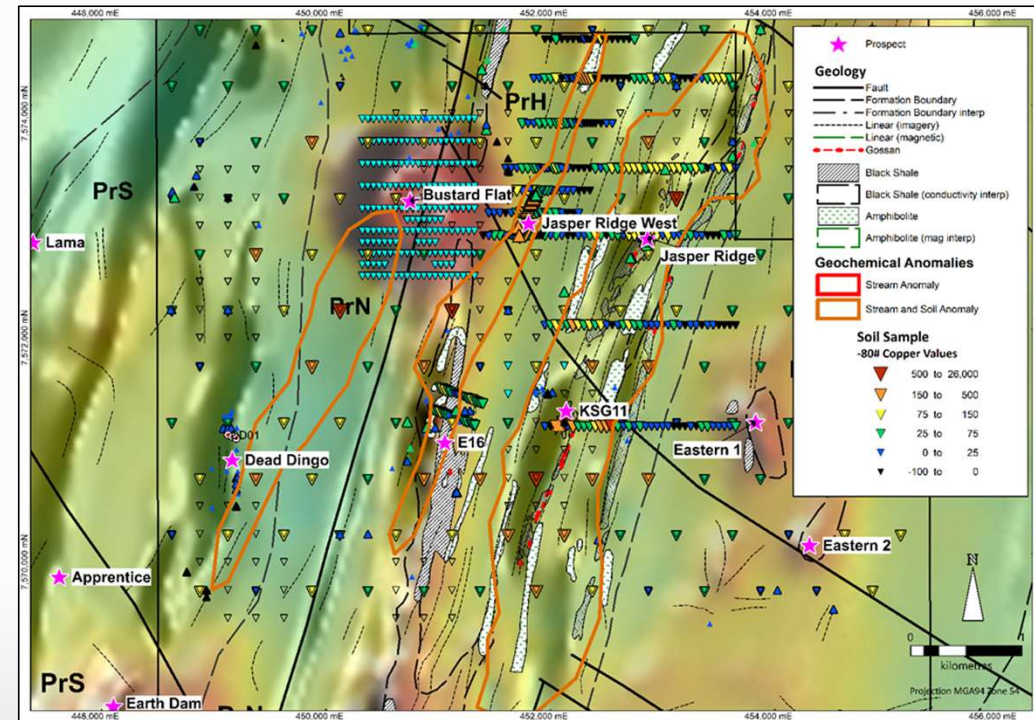 448,000 mE
450,000 mE
452,000 mE
454,000 mE
456,000 mE
7,574,000 mN
7,572,000 mN
7,570,000 mN
PrH
PrS
Bustard Flat
Lama
Jasper Ridge West
Jasper Ridge
PrN
KSG11
Eastern 1
E16
D01
Dead Dingo
Eastern 2
Apprentice
PrS
Earth Dam
Prospect
Geology
Fault
Formation Boundary
Formation Boundary interp
Linear (imagery)
Linear (magnetic)
Gossan
Black Shale
Black Shale (conductivity interp)
Amphibolite
Amphibolite (mag interp)
Geochemical Anomalies
Stream Anomaly
Stream and Soil Anomaly
Soil Sample
-80# Copper Values
500 to 26,000
150 to 500
75 to 150
25 to 75
0 to 25
-100 to 0
N
0
kilometres
Projection MGA94 Zone 54
448,000 mE
450,000 mE
452,000 mE
454,000 mE
456,000 mE